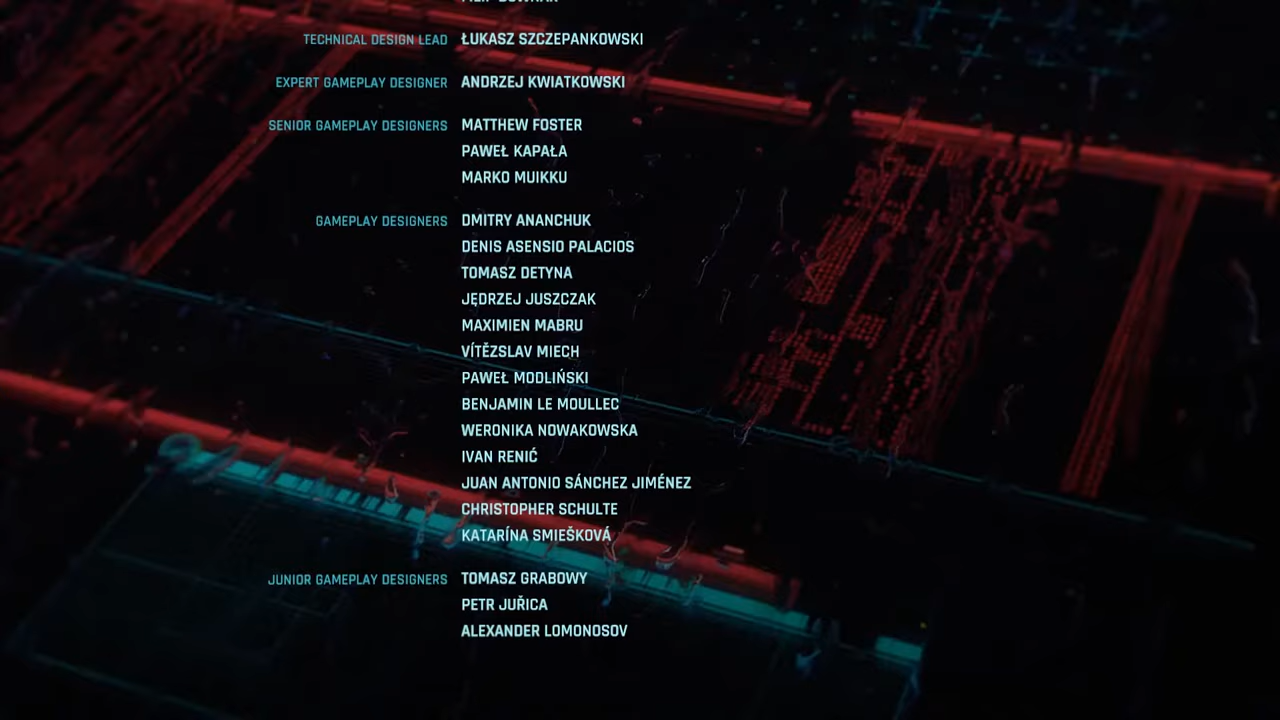 TECHNICAL DESIGN LEAD ŁUKASZ SZCZEPANKOWSKI
EXPERT GAMEPLAY DESIGNER ANDRZEJ KWIATKOWSKI
SENIOR GAMEPLAY DESIGNERS MATTHEW FOSTER
PAWEŁ KAPAŁA
MARKO MUIKKU
GAMEPLAY DESIGNERS DMITRY ANANCHUK
DENIS ASENSIO PALACIOS
TOMASZ DETYNA
JĘDRZEJ JUSZCZAK
MAXIMIEN MABRU
VÍTĚZSLAV MIECH
PAWEŁ MODLIŃSKI
BENJAMIN LE MOULLEC
WERONIKA NOWAKOWSKA
IVAN RENIĆ
JUAN ANTONIO SÁNCHEZ JIMÉNEZ
CHRISTOPHER SCHULTE
KATARÍNA SMIEŠKOVÁ
JUNIOR GAMEPLAY DESIGNERS TOMASZ GRABOWY
PETR JUŘICA
ALEXANDER LOMONOSOV